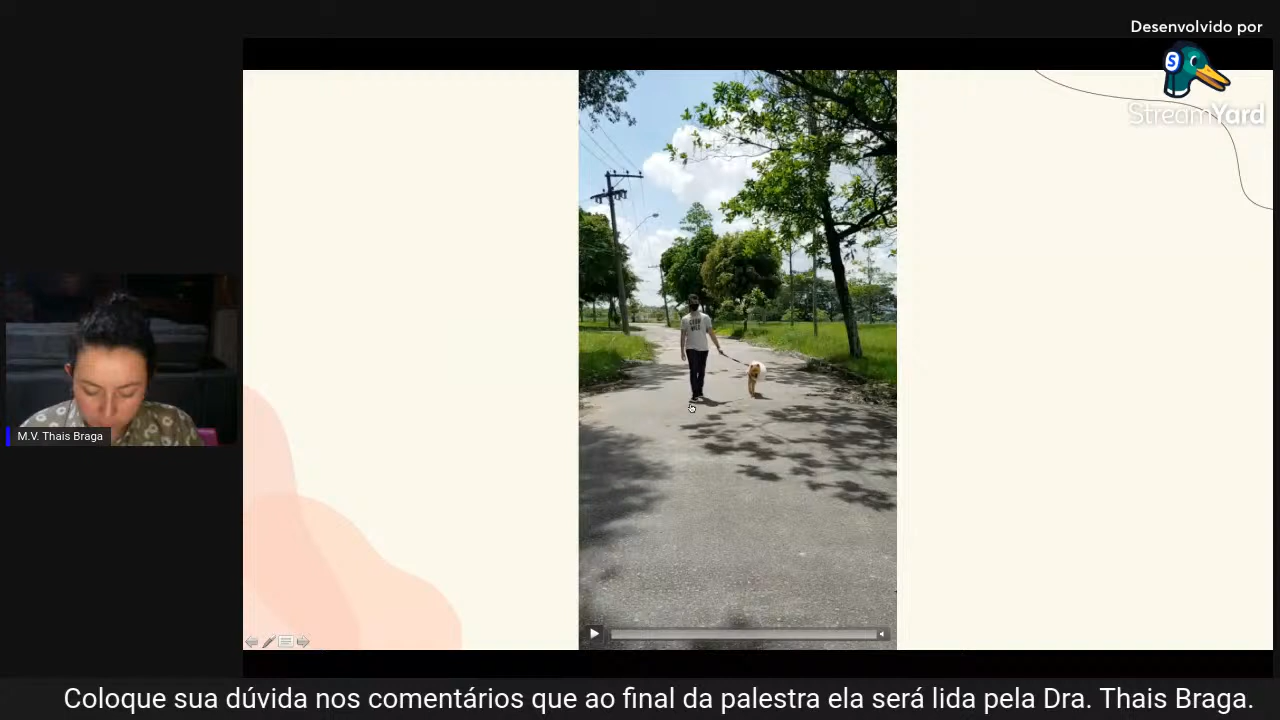 Desenvolvido por
S
StreamYard
M.V. Thais Braga
Coloque sua dúvida nos comentários que ao final da palestra ela será lida pela Dra. Thais Braga.